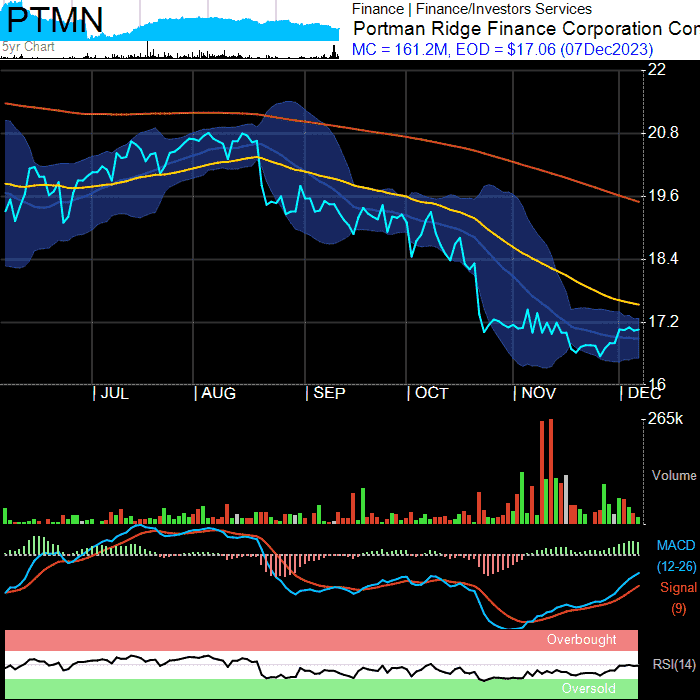 PTMN
5yr Chart
Finance | Finance/Investors Services
Portman Ridge Finance Corporation Con
MC = 161.2M, EOD = $17.06 (07Dec2023)
22
20.8
19.6
18.4
17.2
16
JUL
AUG
SEP
OCT
NOV
DEC
265k
Volume
MACD
(12-26)
Signal
(9)
Overbought
RSI(14)
Oversold